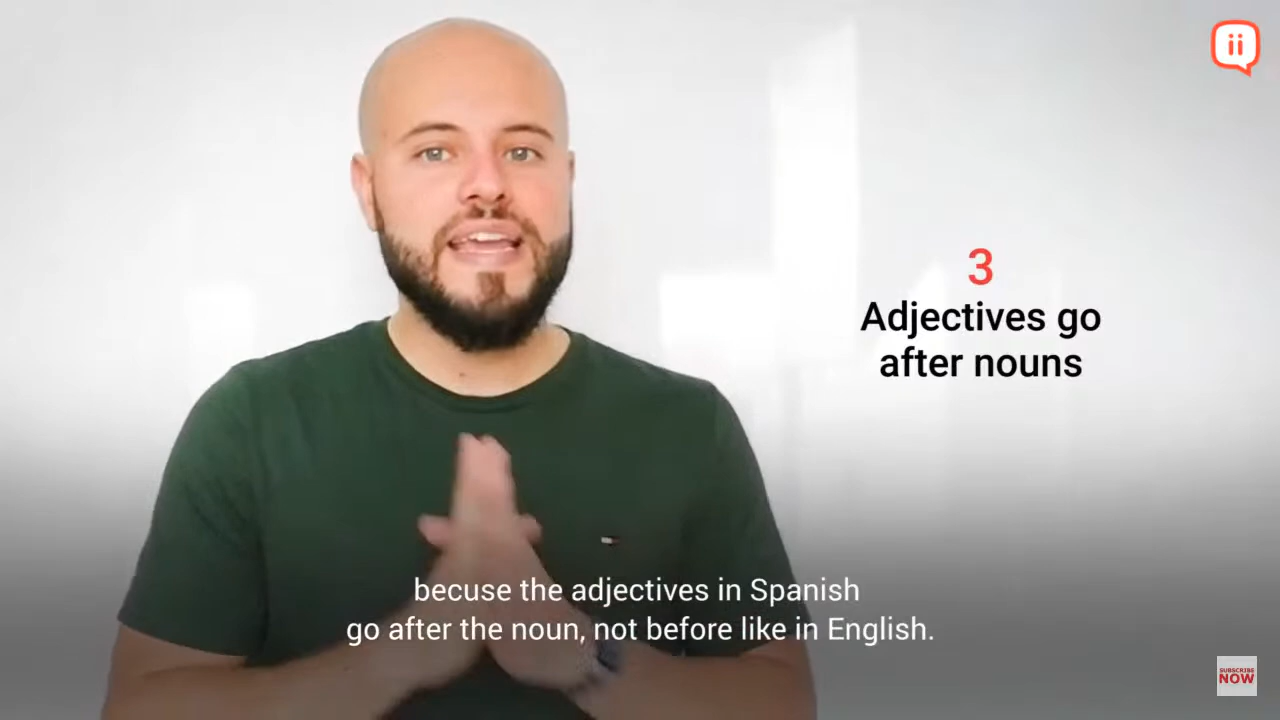 3
Adjectives go
after nouns
becuse the adjectives in Spanish
go after the noun, not before like in English.
SUBSCRIBE
NOW